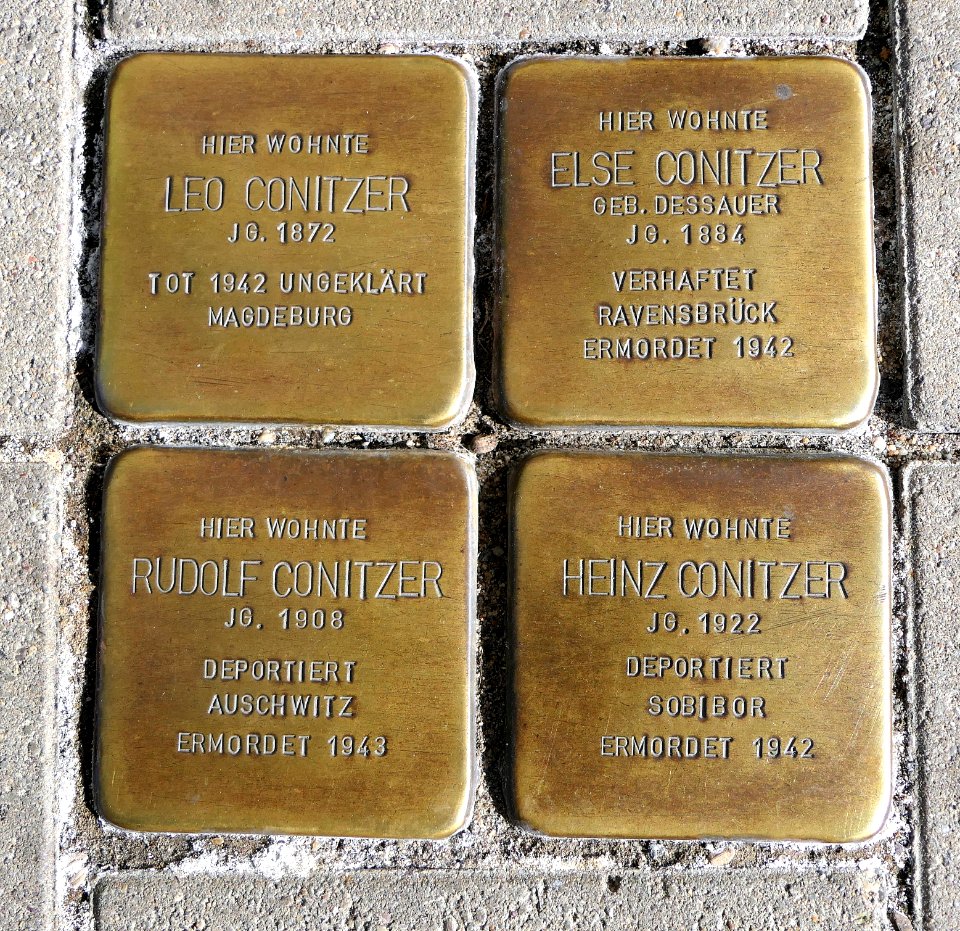 HIER WOHNTE
LEO CONITZER
JG. 1872
TOT 1942 UNGEKLÄRT
MAGDEBURG
HIER WOHNTE
ELSE CONITZER
GEB. DESSAUER
JG. 1884
VERHAFTET
RAVENSBRÜCK
ERMORDET 1942
HIER WOHNTE
RUDOLF CONITZER
JG. 1908
DEPORTIERT
AUSCHWITZ
ERMORDET 1943
HIER WOHNTE
HEINZ CONITZER
JG. 1922
DEPORTIERT
SOBIBOR
ERMORDET 1942